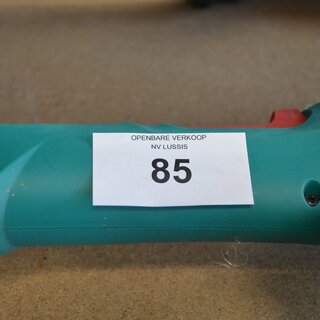 OPENBARE VERKOOP
NV LUSSIS
85